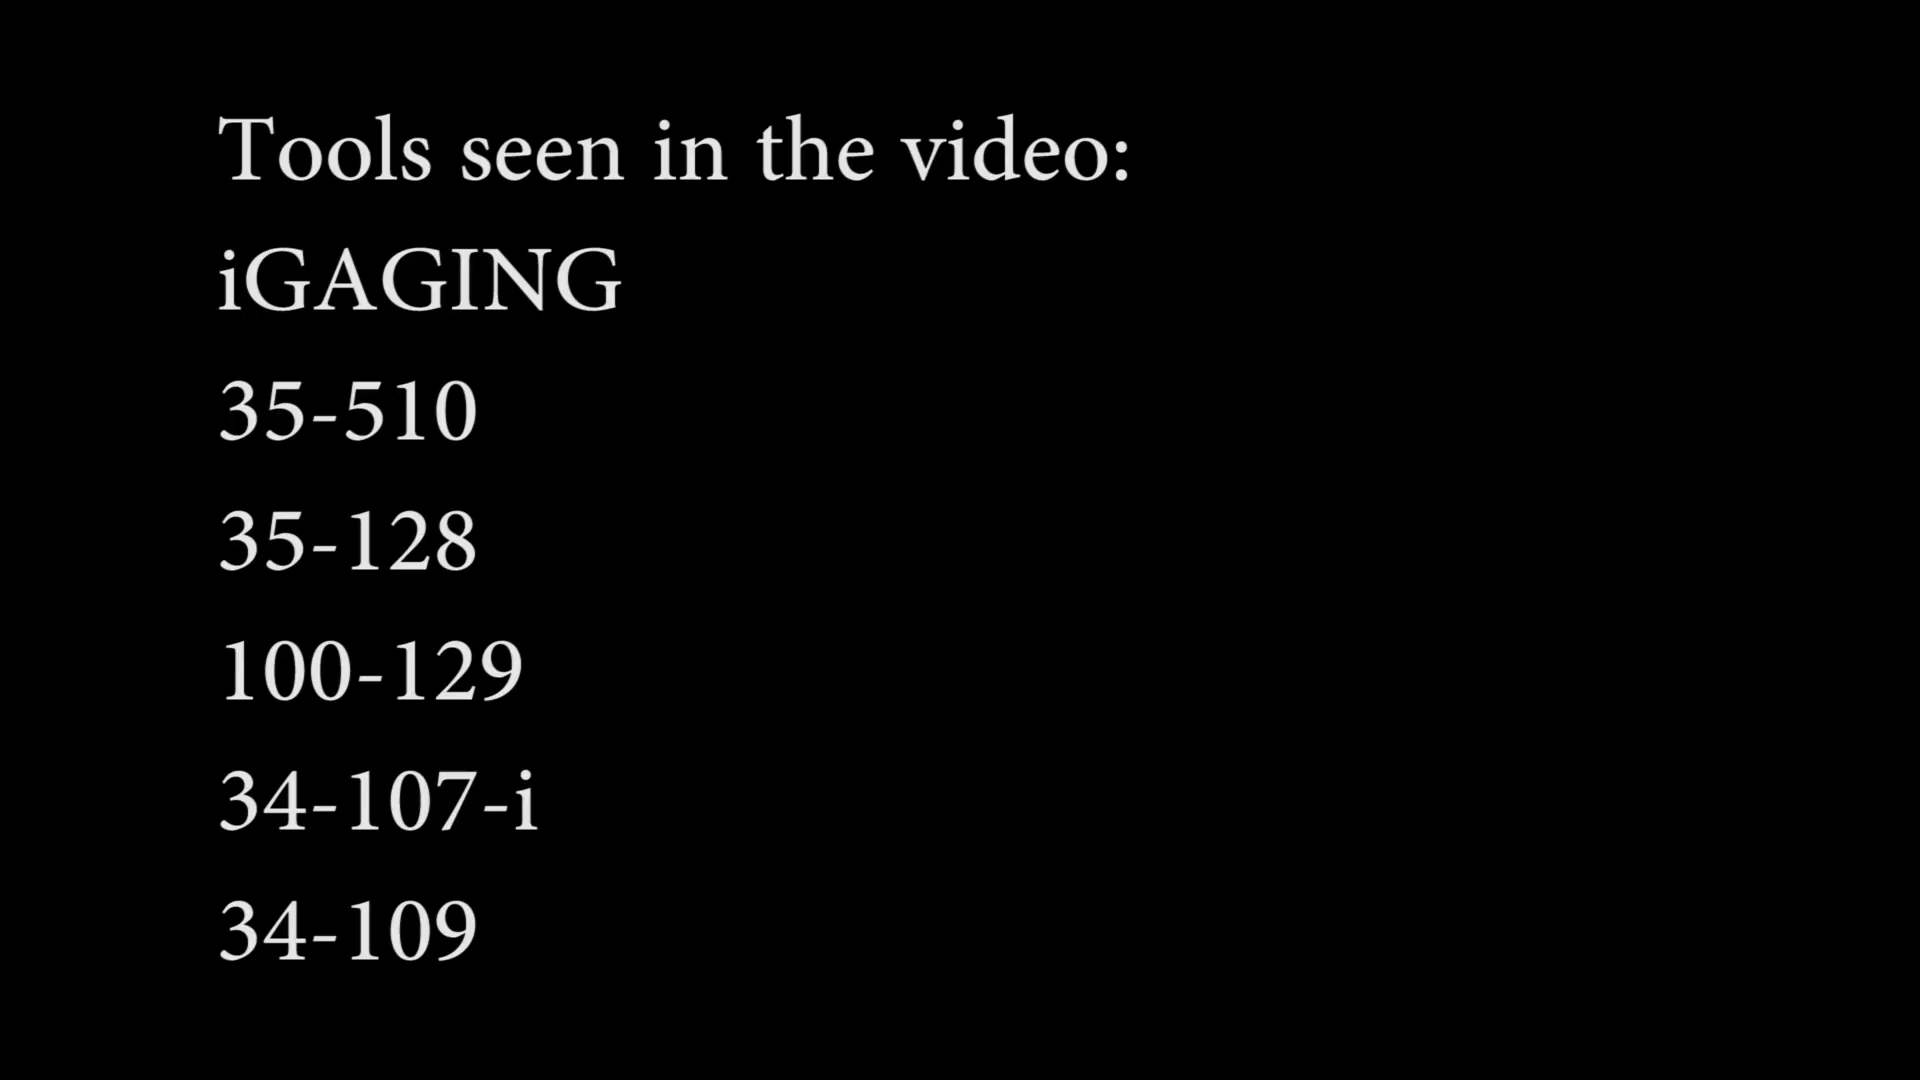 Tools seen in the video:
iGAGING
35-510
35-128
100-129
34-107-i
34-109